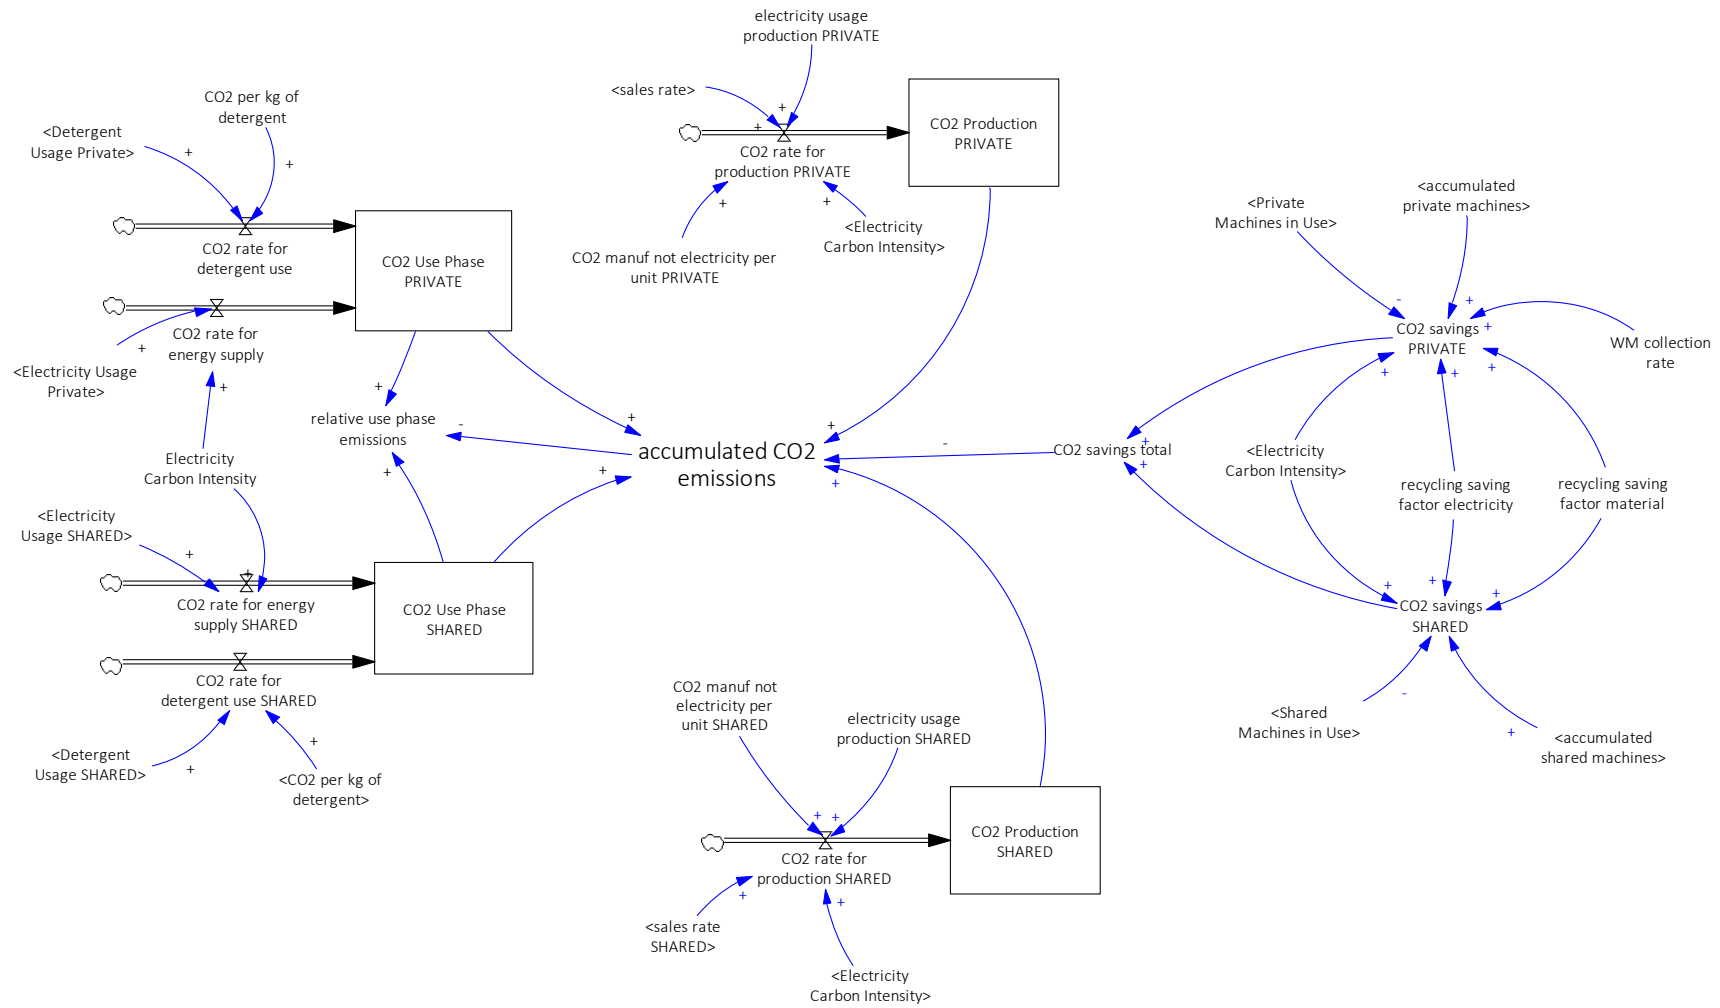 electricity usage
production PRIVATE
<sales rate>
+
+
CO2 rate for
production PRIVATE
CO2 Production
PRIVATE
+
+
CO2 manuf not electricity per
unit PRIVATE
<Electricity
Carbon Intensity>
CO2 per kg of
detergent
<Detergent
Usage Private>
+
+
CO2 rate for
detergent use
CO2 Use Phase
PRIVATE
CO2 rate for
energy supply
+
<Electricity Usage
Private>
+
+
relative use phase
emissions
-
+
+
accumulated CO2
emissions
+
+
+
-
CO2 savings total
+
+
Electricity
Carbon Intensity
<Electricity
Usage SHARED>
+
+
CO2 rate for energy
supply SHARED
CO2 Use Phase
SHARED
CO2 rate for
detergent use SHARED
<Detergent
Usage SHARED>
+
+
<CO2 per kg of
detergent>
<Private
Machines in Use>
<accumulated
private machines>
-
+
+
CO2 savings
PRIVATE
WM collection
rate
+
+
+
<Electricity
Carbon Intensity>
recycling saving
factor electricity
recycling saving
factor material
+
+
+
CO2 savings
SHARED
-
+
<Shared
Machines in Use>
<accumulated
shared machines>
CO2 manuf not
electricity per
unit SHARED
electricity usage
production SHARED
+
+
CO2 rate for
production SHARED
CO2 Production
SHARED
+
+
<sales rate
SHARED>
<Electricity
Carbon Intensity>